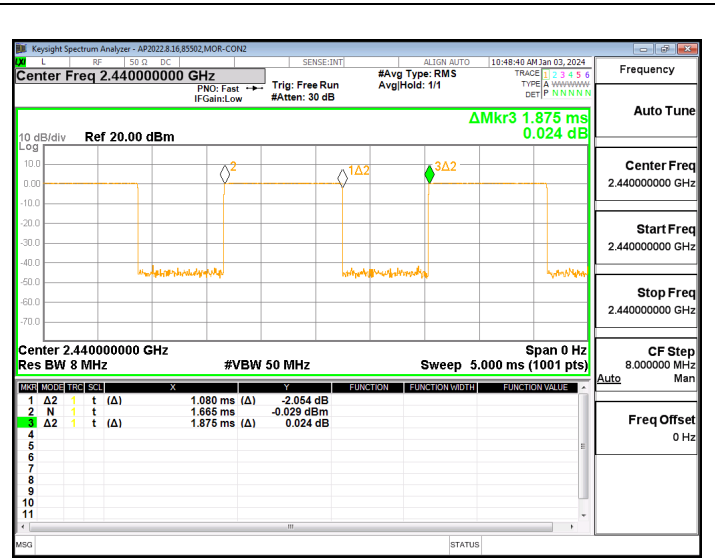 Keysight Spectrum Analyzer - AP2022.8.16,85502,MOR-CON2
LXI L RF 50 Ω DC SENSE:INT ALIGN AUTO 10:48:40 AM Jan 03, 2024
Center Freq 2.440000000 GHz
PNO: Fast
IFGain:Low
Trig: Free Run
#Atten: 30 dB
#Avg Type: RMS
Avg|Hold: 1/1
TRACE 1 2 3 4 5 6
TYPE A WWWWW
DET P N N N N N
ΔMkr3 1.875 ms
0.024 dB
10 dB/div Ref 20.00 dBm
Log
10.0
0.00
-10.0
-20.0
-30.0
-40.0
-50.0
-60.0
-70.0
2
1Δ2
3Δ2
Center 2.440000000 GHz Span 0 Hz
Res BW 8 MHz #VBW 50 MHz Sweep 5.000 ms (1001 pts)
MKR MODE TRC SCL X Y FUNCTION FUNCTION WIDTH FUNCTION VALUE
1 Δ2 1 t (Δ) 1.080 ms (Δ) -2.054 dB
2 N 1 t 1.665 ms -0.029 dBm
3 Δ2 1 t (Δ) 1.875 ms (Δ) 0.024 dB
4
5
6
7
8
9
10
11
MSG STATUS
Frequency
Auto Tune
Center Freq
2.440000000 GHz
Start Freq
2.440000000 GHz
Stop Freq
2.440000000 GHz
CF Step
8.000000 MHz
Auto Man
Freq Offset
0 Hz